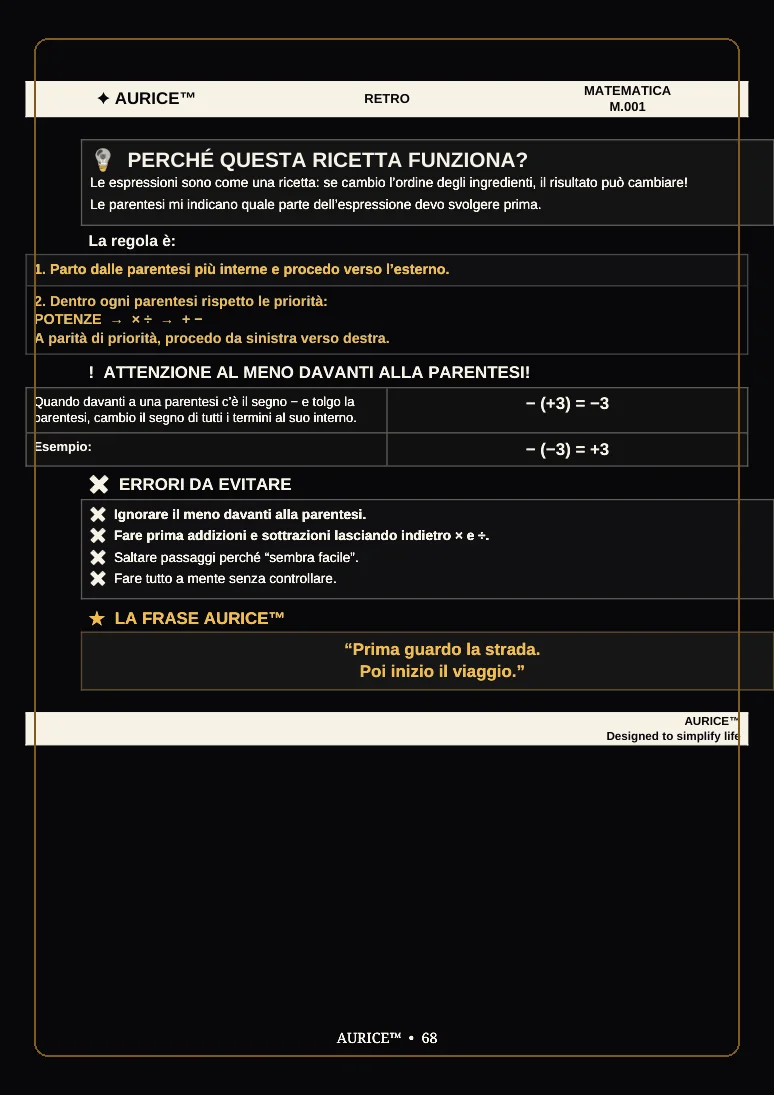 ✦ AURICE™
RETRO
MATEMATICA
M.001
PERCHÉ QUESTA RICETTA FUNZIONA?
Le espressioni sono come una ricetta: se cambio l’ordine degli ingredienti, il risultato può cambiare!
Le parentesi mi indicano quale parte dell’espressione devo svolgere prima.
La regola è:
1. Parto dalle parentesi più interne e procedo verso l’esterno.
2. Dentro ogni parentesi rispetto le priorità:
POTENZE → × ÷ → + −
A parità di priorità, procedo da sinistra verso destra.
! ATTENZIONE AL MENO DAVANTI ALLA PARENTESI!
Quando davanti a una parentesi c’è il segno − e tolgo la
parentesi, cambio il segno di tutti i termini al suo interno.
− (+3) = −3
Esempio:
− (−3) = +3
✖ ERRORI DA EVITARE
✖ Ignorare il meno davanti alla parentesi.
✖ Fare prima addizioni e sottrazioni lasciando indietro × e ÷.
✖ Saltare passaggi perché “sembra facile”.
✖ Fare tutto a mente senza controllare.
★ LA FRASE AURICE™
“Prima guardo la strada.
Poi inizio il viaggio.”
AURICE™
Designed to simplify life
AURICE™ • 68